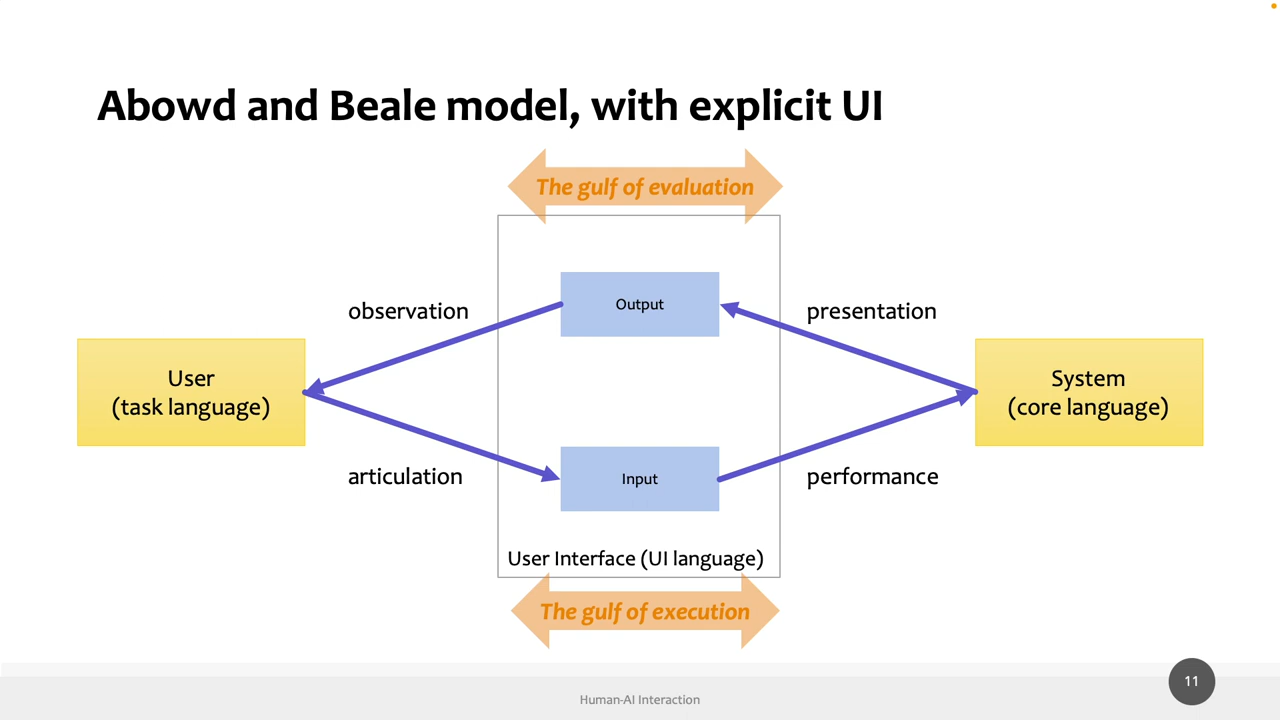 Abowd and Beale model, with explicit UI
The gulf of evaluation
observation
Output
presentation
User
(task language)
System
(core language)
articulation
Input
performance
User Interface (UI language)
The gulf of execution
11
Human-AI Interaction